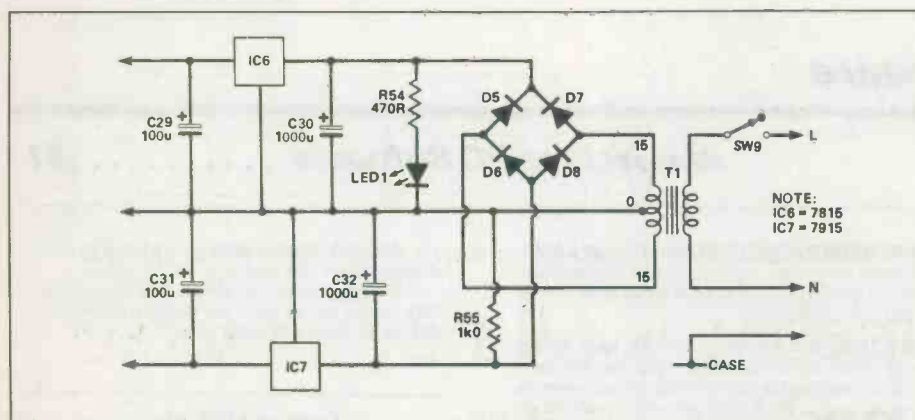 IC6
C29
100u
+
C30
1000u
+
R54
470R
LED1
D5
D7
D6
D8
15
0
15
T1
SW9
L
N
NOTE:
IC6 = 7815
IC7 = 7915
C31
100u
+
C32
1000u
+
R55
1k0
IC7
CASE